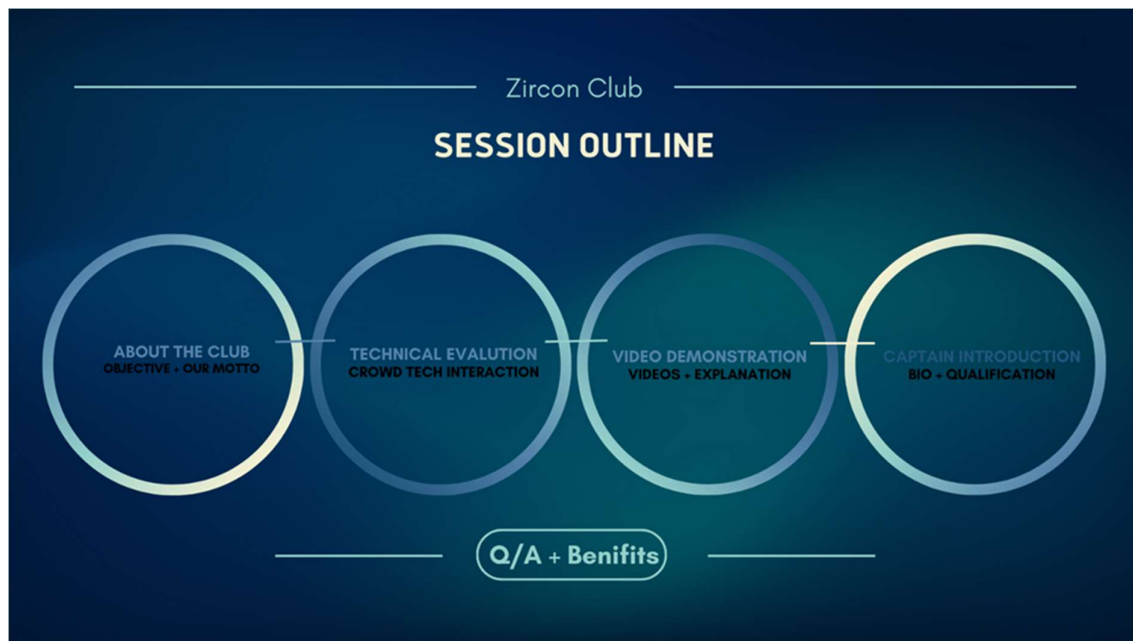 Zircon Club
SESSION OUTLINE
ABOUT THE CLUB
OBJECTIVE + OUR MOTTO
TECHNICAL EVALUTION
CROWD TECH INTERACTION
VIDEO DEMONSTRATION
VIDEOS + EXPLANATION
CAPTAIN INTRODUCTION
BIO + QUALIFICATION
Q/A + Benifits